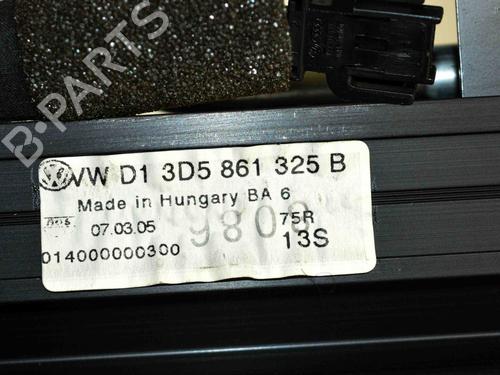 B-PARTS
VW D1 3D5 861 325 B
Made in Hungary BA 6
07.03.05
75R
9808
13S
014000000300